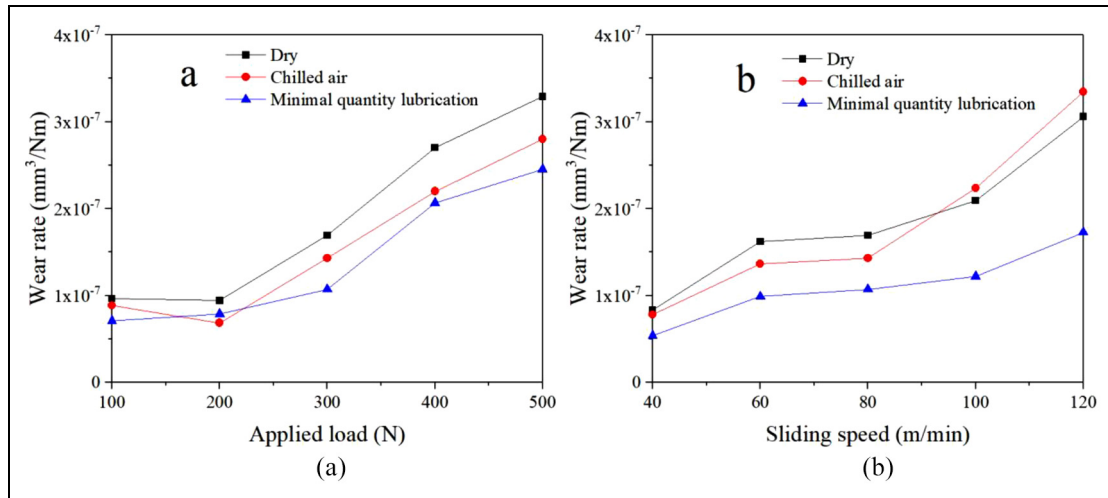 a
Dry
Chilled air
Minimal quantity lubrication
4x10⁻⁷
3x10⁻⁷
2x10⁻⁷
1x10⁻⁷
0
Wear rate (mm³/Nm)
100 200 300 400 500
Applied load (N)
(a)
b
Dry
Chilled air
Minimal quantity lubrication
4x10⁻⁷
3x10⁻⁷
2x10⁻⁷
1x10⁻⁷
0
Wear rate (mm³/Nm)
40 60 80 100 120
Sliding speed (m/min)
(b)